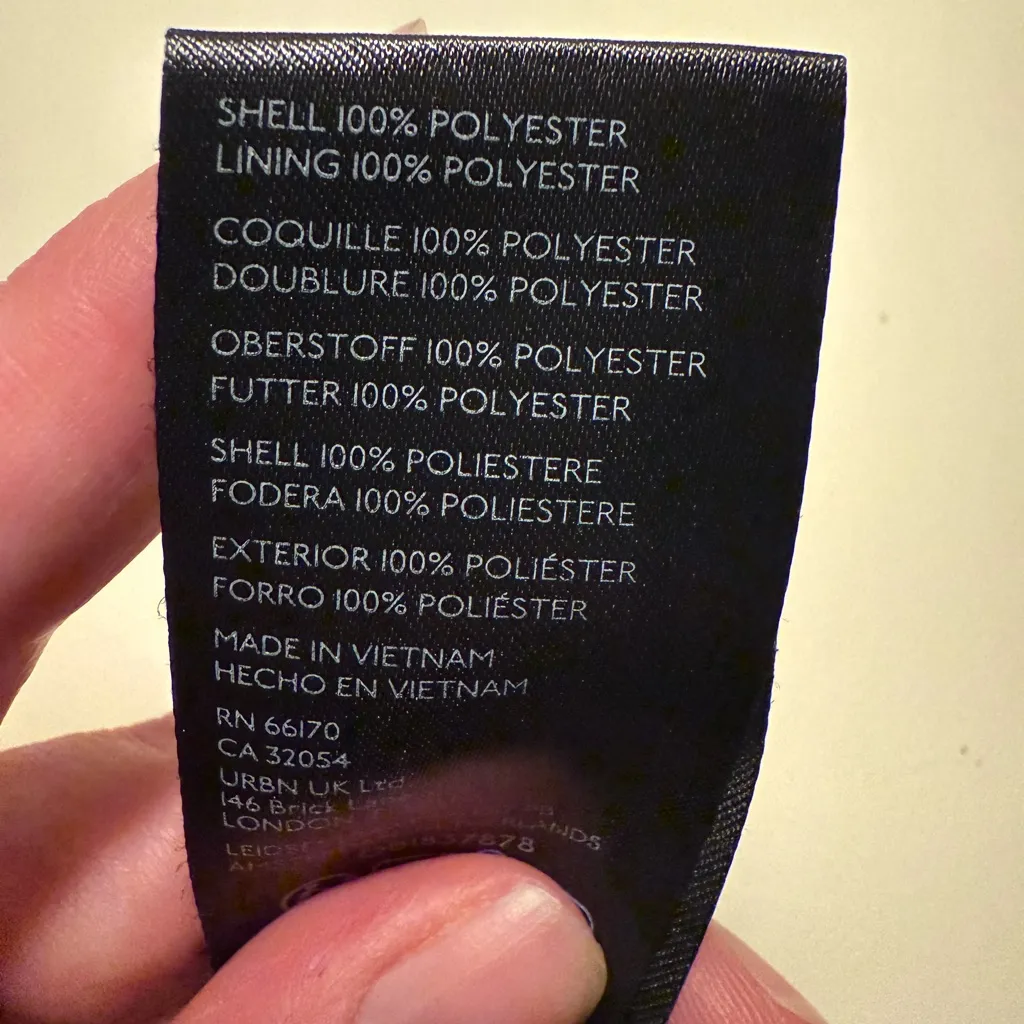 SHELL 100% POLYESTER
LINING 100% POLYESTER
COQUILLE 100% POLYESTER
DOUBLURE 100% POLYESTER
OBERSTOFF 100% POLYESTER
FUTTER 100% POLYESTER
SHELL 100% POLIESTERE
FODERA 100% POLIESTERE
EXTERIOR 100% POLIÉSTER
FORRO 100% POLIÉSTER
MADE IN VIETNAM
HECHO EN VIETNAM
RN 66170
CA 32054
URBN UK LTD
146 Brick
LONDON